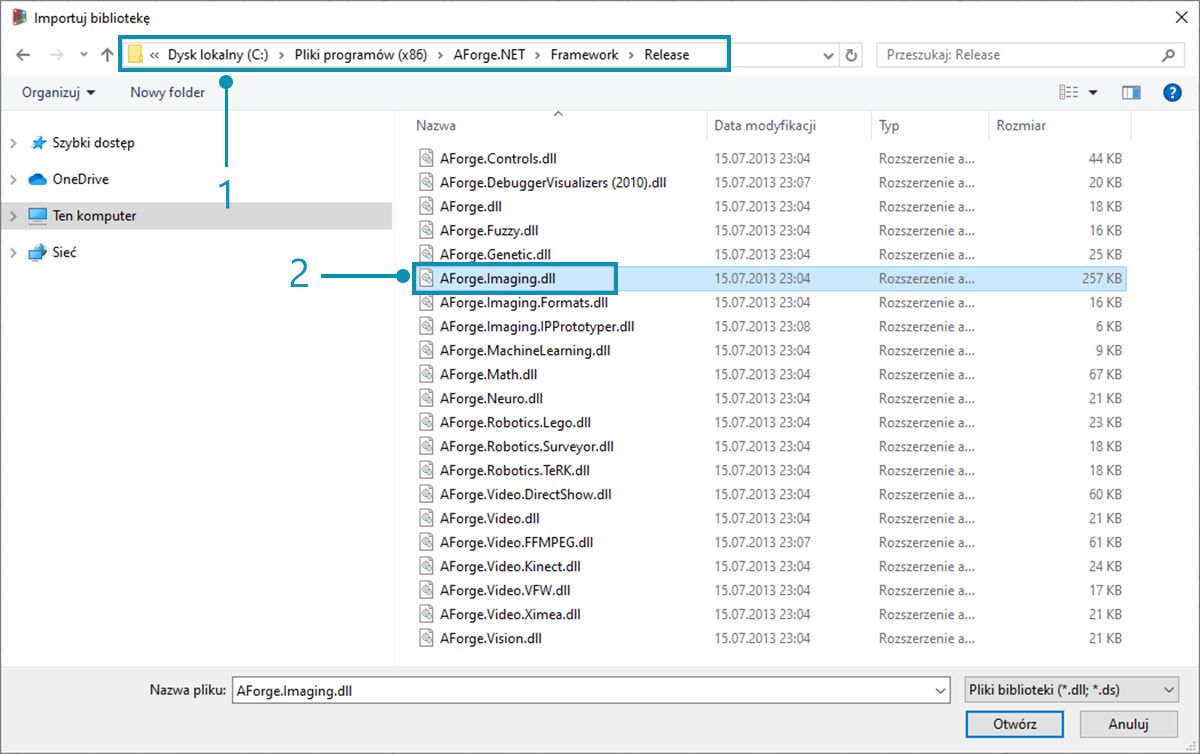 Importuj bibliotekę
« Dysk lokalny (C:) › Pliki programów (x86) › AForge.NET › Framework › Release
Przeszukaj: Release
Organizuj
Nowy folder
?
1
Szybki dostęp
OneDrive
Ten komputer
Sieć
2
Nazwa Data modyfikacji Typ Rozmiar
AForge.Controls.dll 15.07.2013 23:04 Rozszerzenie a... 44 KB
AForge.DebuggerVisualizers (2010).dll 15.07.2013 23:07 Rozszerzenie a... 20 KB
AForge.dll 15.07.2013 23:04 Rozszerzenie a... 18 KB
AForge.Fuzzy.dll 15.07.2013 23:04 Rozszerzenie a... 16 KB
AForge.Genetic.dll 15.07.2013 23:04 Rozszerzenie a... 25 KB
AForge.Imaging.dll 15.07.2013 23:04 Rozszerzenie a... 257 KB
AForge.Imaging.Formats.dll 15.07.2013 23:04 Rozszerzenie a... 16 KB
AForge.Imaging.IPPrototyper.dll 15.07.2013 23:08 Rozszerzenie a... 6 KB
AForge.MachineLearning.dll 15.07.2013 23:04 Rozszerzenie a... 9 KB
AForge.Math.dll 15.07.2013 23:04 Rozszerzenie a... 67 KB
AForge.Neuro.dll 15.07.2013 23:04 Rozszerzenie a... 21 KB
AForge.Robotics.Lego.dll 15.07.2013 23:04 Rozszerzenie a... 23 KB
AForge.Robotics.Surveyor.dll 15.07.2013 23:04 Rozszerzenie a... 18 KB
AForge.Robotics.TeRK.dll 15.07.2013 23:04 Rozszerzenie a... 18 KB
AForge.Video.DirectShow.dll 15.07.2013 23:04 Rozszerzenie a... 60 KB
AForge.Video.dll 15.07.2013 23:04 Rozszerzenie a... 21 KB
AForge.Video.FFMPEG.dll 15.07.2013 23:07 Rozszerzenie a... 61 KB
AForge.Video.Kinect.dll 15.07.2013 23:04 Rozszerzenie a... 24 KB
AForge.Video.VFW.dll 15.07.2013 23:04 Rozszerzenie a... 17 KB
AForge.Video.Ximea.dll 15.07.2013 23:04 Rozszerzenie a... 21 KB
AForge.Vision.dll 15.07.2013 23:04 Rozszerzenie a... 21 KB
Nazwa pliku: AForge.Imaging.dll
Pliki biblioteki (*.dll; *.ds)
Otwórz
Anuluj